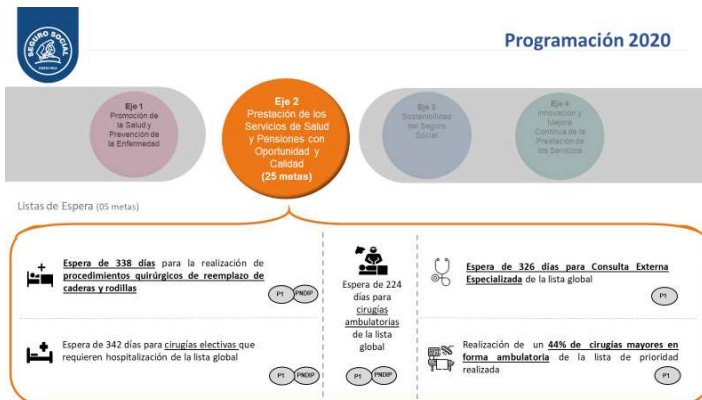 SEGURO SOCIAL
COSTA RICA
Programación 2020
Eje 1
Promoción de
la Salud y
Prevención de
la Enfermedad
Eje 2
Prestación de los
Servicios de Salud
y Pensiones con
Oportunidad y
Calidad
(25 metas)
Eje 3
Sostenibilidad
del Seguro
Social
Eje 4
Innovación y
Mejora
Continua de la
Prestación de
los Servicios
Listas de Espera (05 metas)
Espera de 338 días para la realización de
procedimientos quirúrgicos de reemplazo de
caderas y rodillas
P1 PNDIP
Espera de 342 días para cirugías electivas que
requieren hospitalización de la lista global
P1 PNDIP
Espera de 224
días para
cirugías
ambulatorias
de la lista
global
P1 PNDIP
Espera de 326 días para Consulta Externa
Especializada de la lista global
P1
Realización de un 44% de cirugías mayores en
forma ambulatoria de la lista de prioridad
realizada
P1